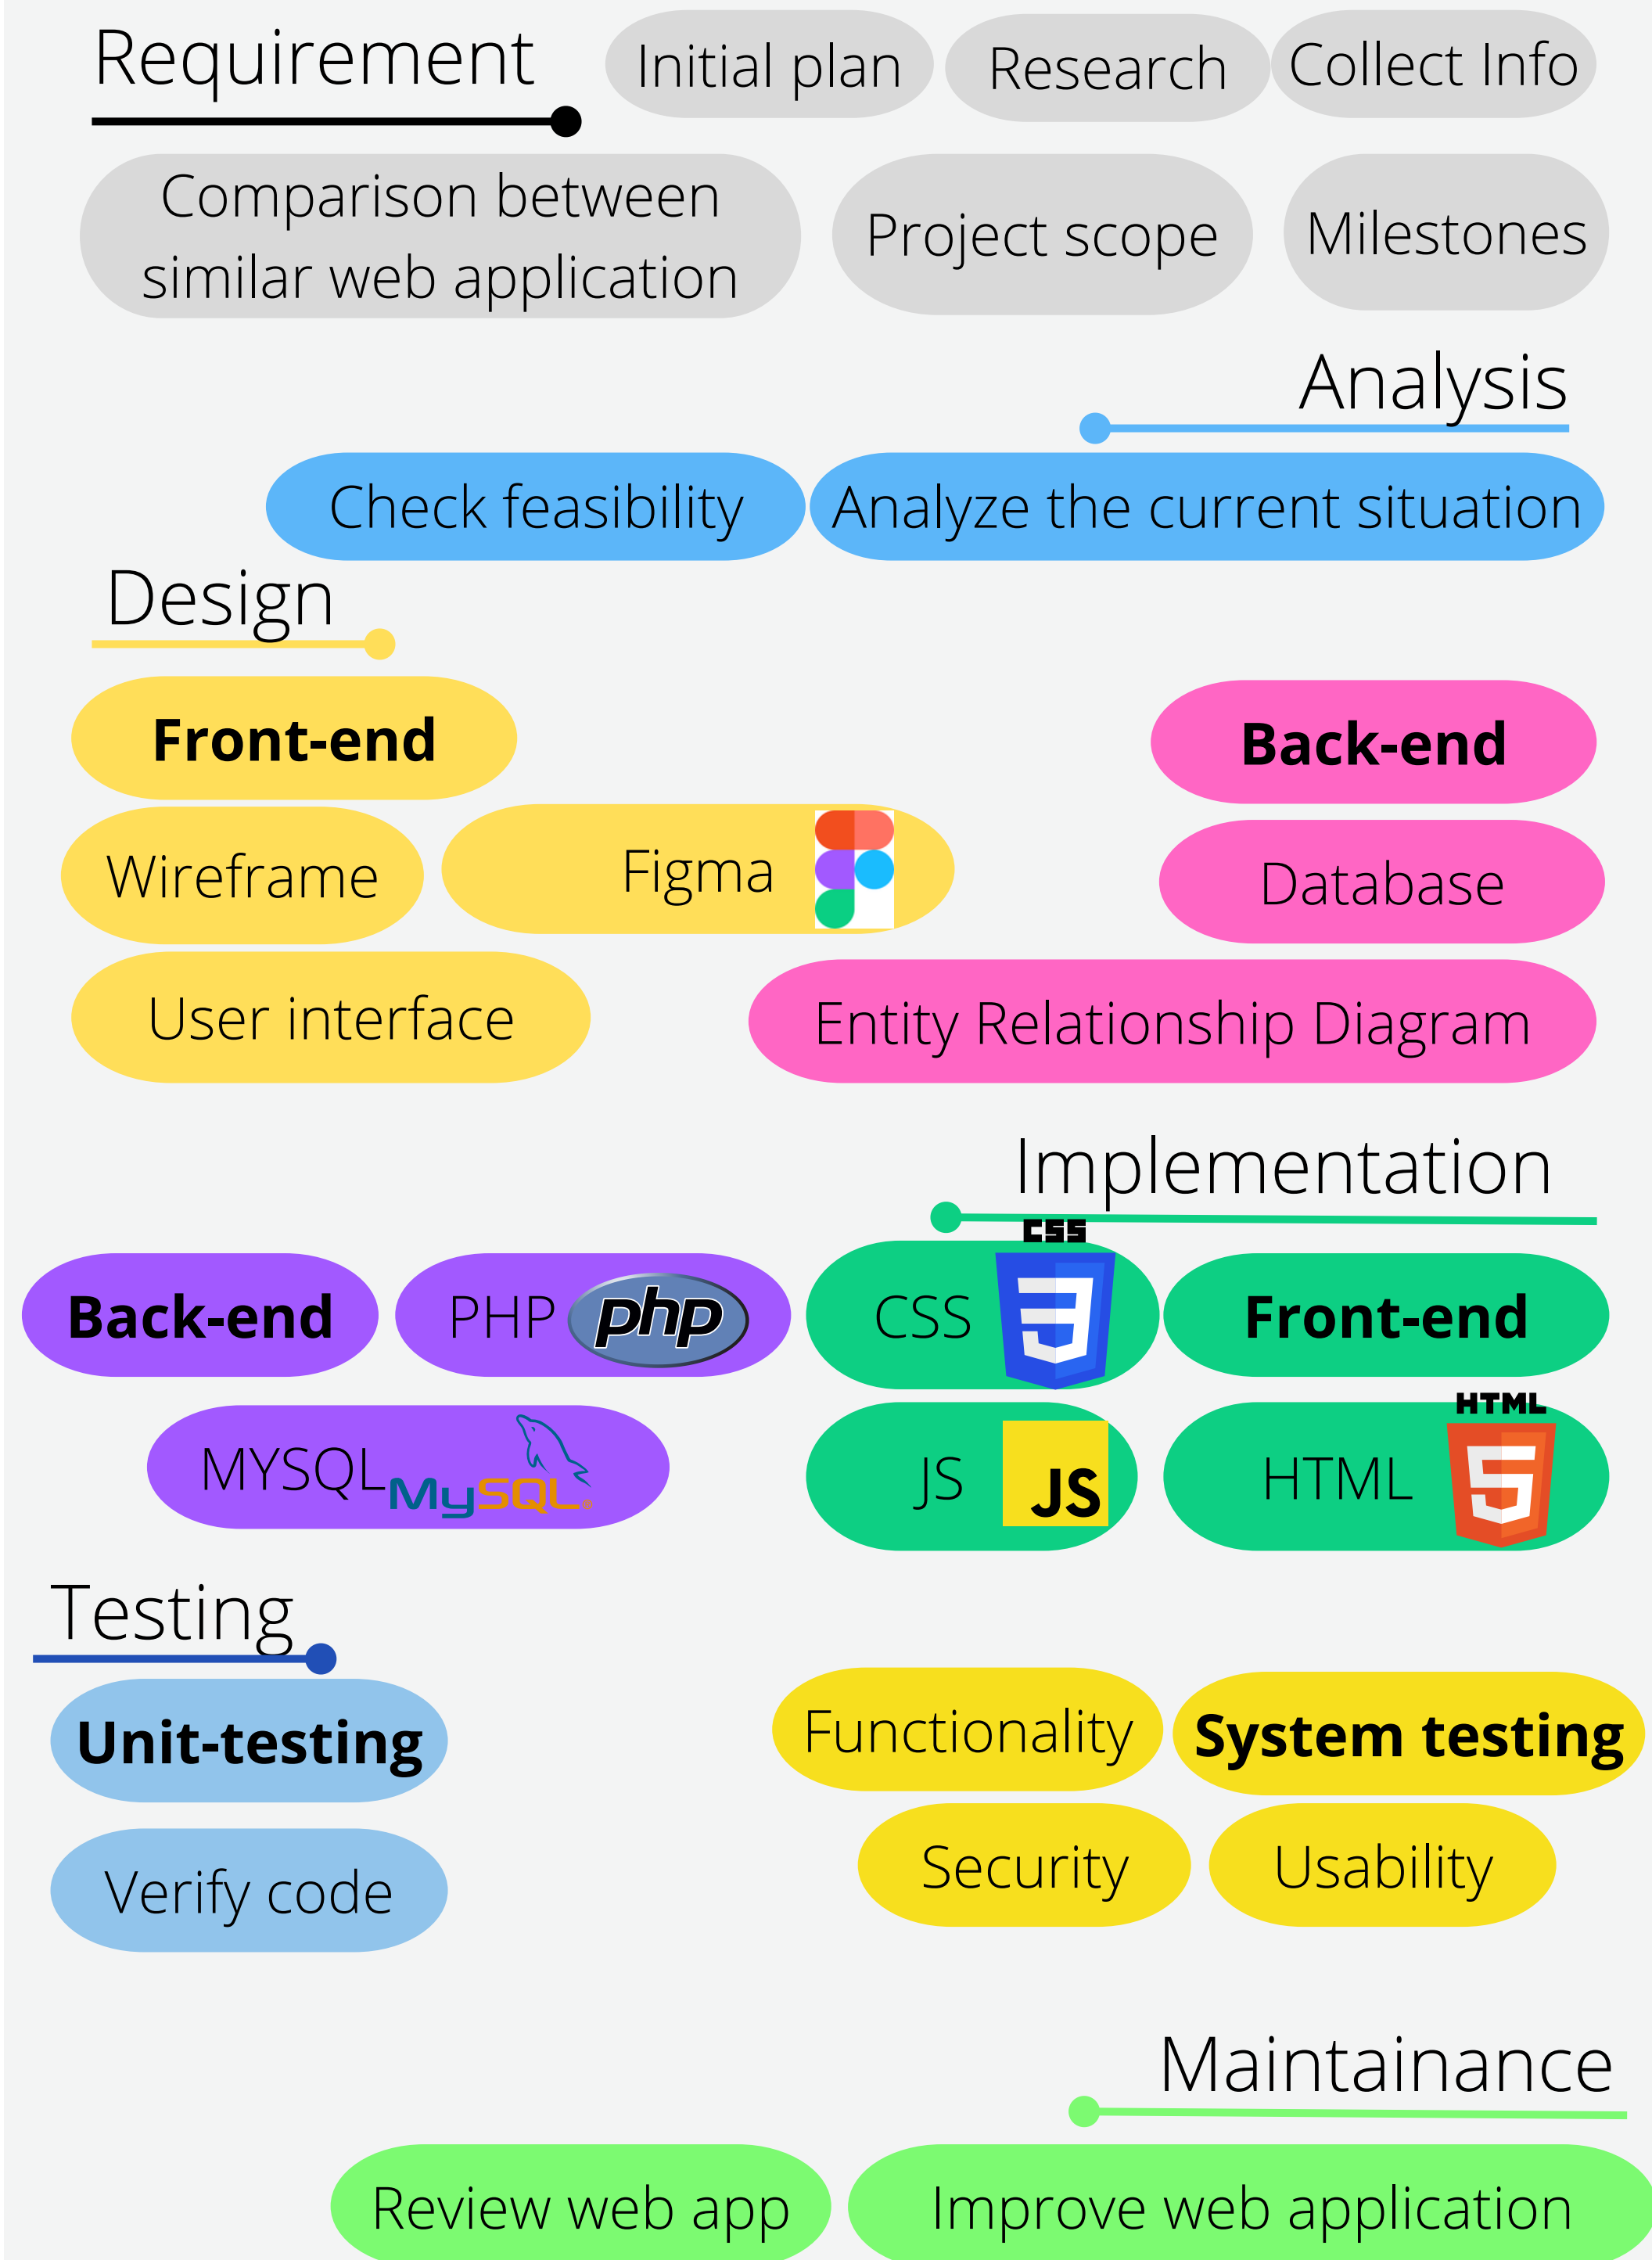 Requirement
Initial plan
Research
Collect Info
Comparison between
similar web application
Project scope
Milestones
Analysis
Check feasibility
Analyze the current situation
Design
Front-end
Back-end
Wireframe
Figma
Database
User interface
Entity Relationship Diagram
Implementation
Back-end
PHP
php
CSS
CSS
Front-end
MYSQL
MySQL®
JS
JS
HTML
HTML
Testing
Unit-testing
Functionality
System testing
Verify code
Security
Usability
Maintainance
Review web app
Improve web application